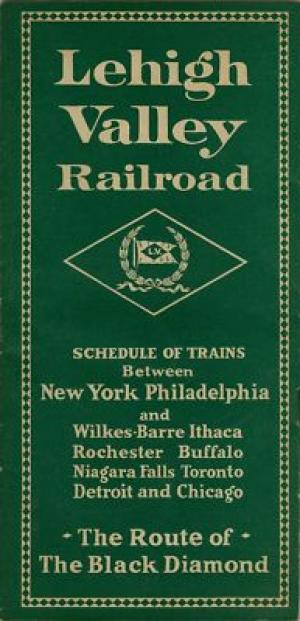 Lehigh
Valley
Railroad
L.V.
SCHEDULE OF TRAINS
Between
New York Philadelphia
and
Wilkes-Barre Ithaca
Rochester Buffalo
Niagara Falls Toronto
Detroit and Chicago
The Route of
The Black Diamond